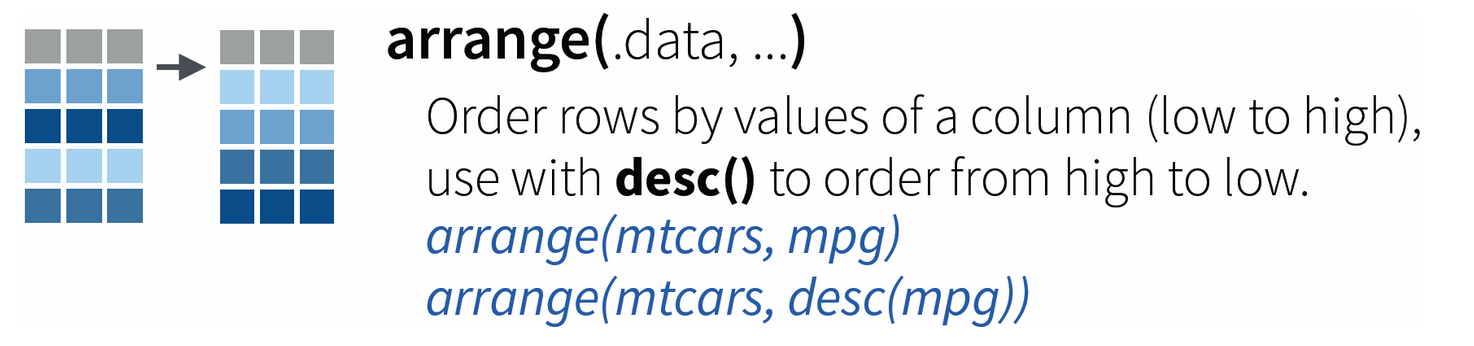 arrange(.data, ...)
Order rows by values of a column (low to high),
use with desc() to order from high to low.
arrange(mtcars, mpg)
arrange(mtcars, desc(mpg))